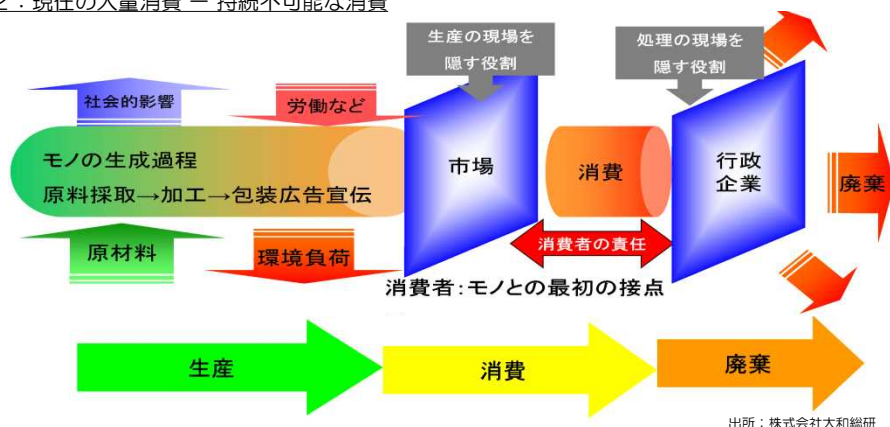 ：現在の大量消費 － 持続不可能な消費
生産の現場を
隠す役割
処理の現場を
隠す役割
社会的影響
労働など
モノの生成過程
原料採取→加工→包装広告宣伝
市場
消費
行政
企業
廃棄
原材料
環境負荷
消費者の責任
消費者：モノとの最初の接点
生産
消費
廃棄
出所：株式会社大和総研